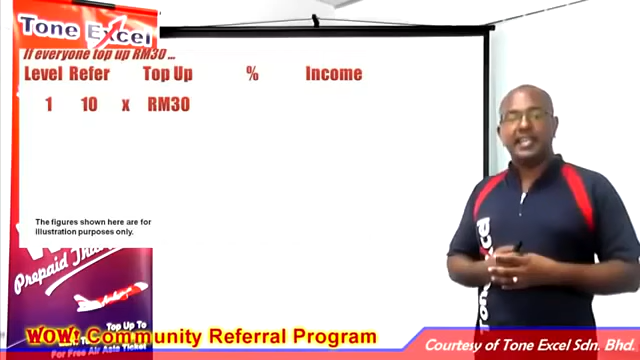 Tone Excel
If everyone top up RM30 ...
Level Refer Top Up % Income
1 10 x RM30
The figures shown here are for
illustration purposes only.
Prepaid
Top Up To
For Free Air Asia Ticket
Tone Excel
WOW! Community Referral Program
Courtesy of Tone Excel Sdn. Bhd.